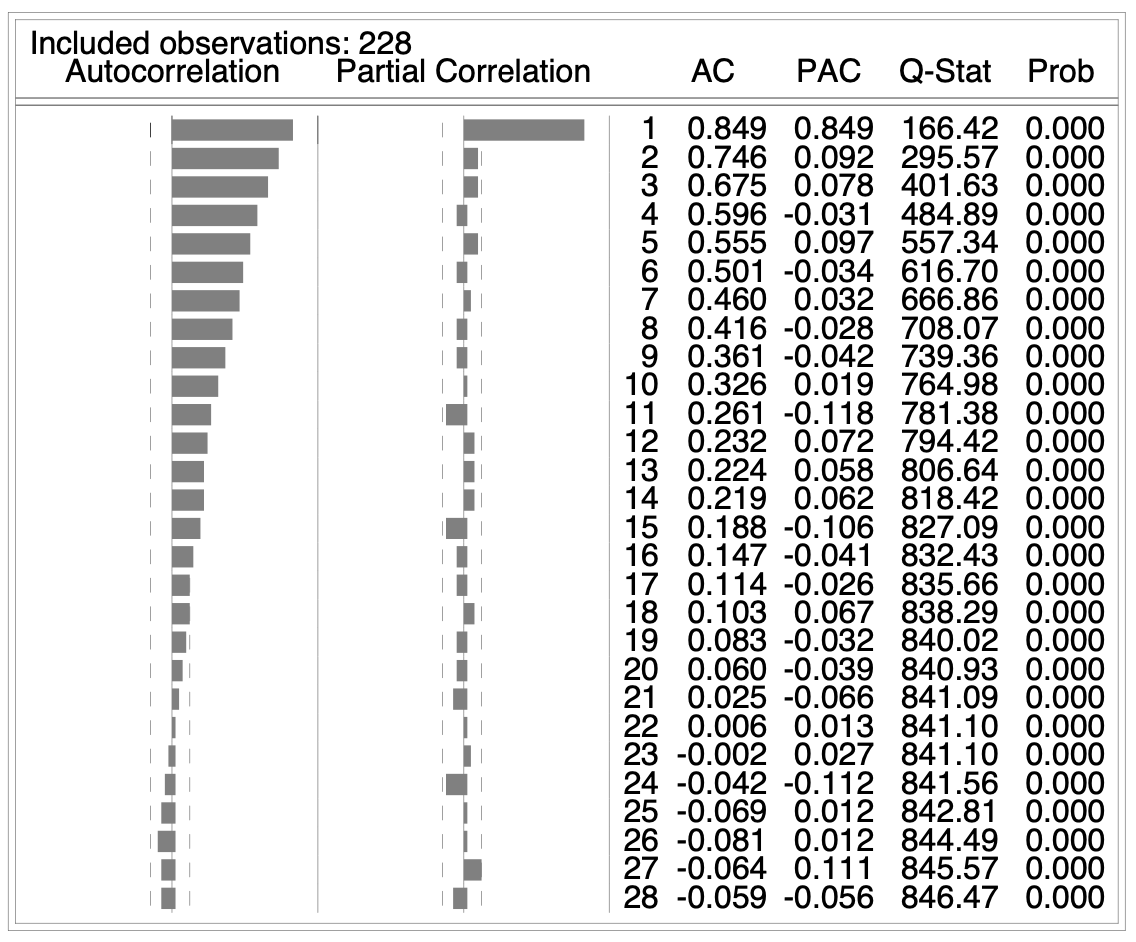 Included observations: 228
Autocorrelation Partial Correlation AC PAC Q-Stat Prob
1 0.849 0.849 166.42 0.000
2 0.746 0.092 295.57 0.000
3 0.675 0.078 401.63 0.000
4 0.596 -0.031 484.89 0.000
5 0.555 0.097 557.34 0.000
6 0.501 -0.034 616.70 0.000
7 0.460 0.032 666.86 0.000
8 0.416 -0.028 708.07 0.000
9 0.361 -0.042 739.36 0.000
10 0.326 0.019 764.98 0.000
11 0.261 -0.118 781.38 0.000
12 0.232 0.072 794.42 0.000
13 0.224 0.058 806.64 0.000
14 0.219 0.062 818.42 0.000
15 0.188 -0.106 827.09 0.000
16 0.147 -0.041 832.43 0.000
17 0.114 -0.026 835.66 0.000
18 0.103 0.067 838.29 0.000
19 0.083 -0.032 840.02 0.000
20 0.060 -0.039 840.93 0.000
21 0.025 -0.066 841.09 0.000
22 0.006 0.013 841.10 0.000
23 -0.002 0.027 841.10 0.000
24 -0.042 -0.112 841.56 0.000
25 -0.069 0.012 842.81 0.000
26 -0.081 0.012 844.49 0.000
27 -0.064 0.111 845.57 0.000
28 -0.059 -0.056 846.47 0.000